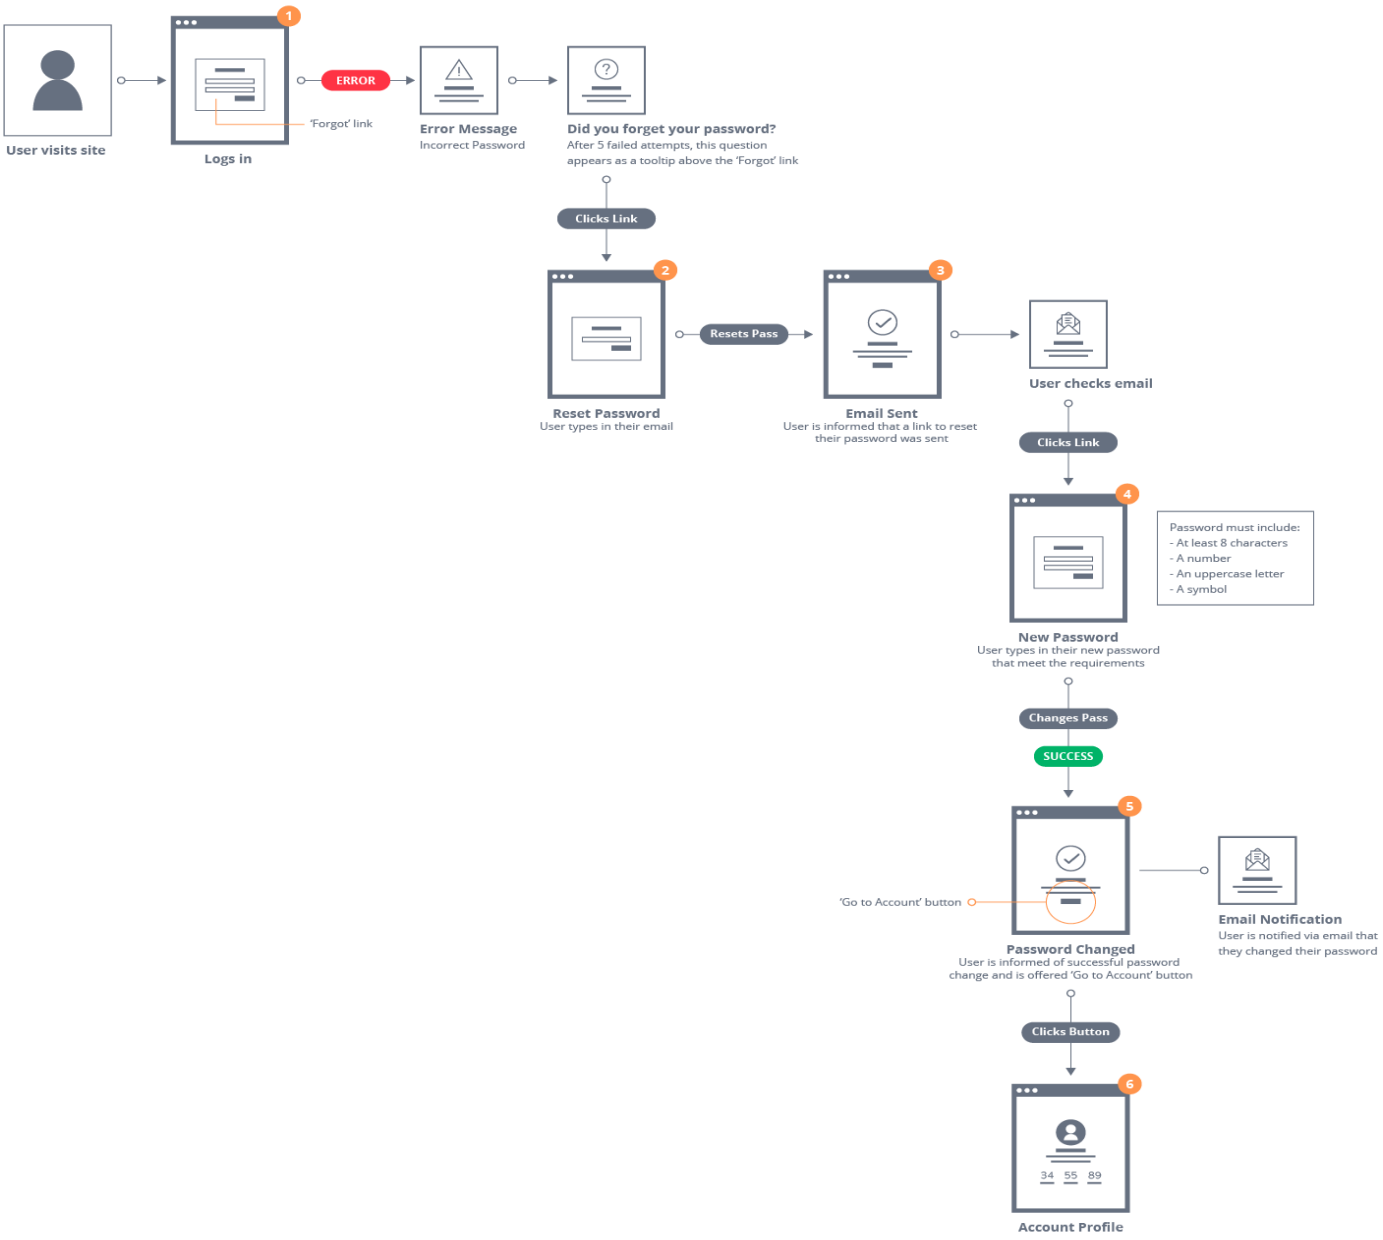 1
ERROR
'Forgot' link
User visits site
Logs in
Error Message
Incorrect Password
Did you forget your password?
After 5 failed attempts, this question
appears as a tooltip above the 'Forgot' link
Clicks Link
2
Reset Password
User types in their email
Resets Pass
3
Email Sent
User is informed that a link to reset
their password was sent
User checks email
Clicks Link
4
Password must include:
- At least 8 characters
- A number
- An uppercase letter
- A symbol
New Password
User types in their new password
that meet the requirements
Changes Pass
SUCCESS
5
'Go to Account' button
Password Changed
User is informed of successful password
change and is offered 'Go to Account' button
Email Notification
User is notified via email that
they changed their password
Clicks Button
6
34 55 89
Account Profile